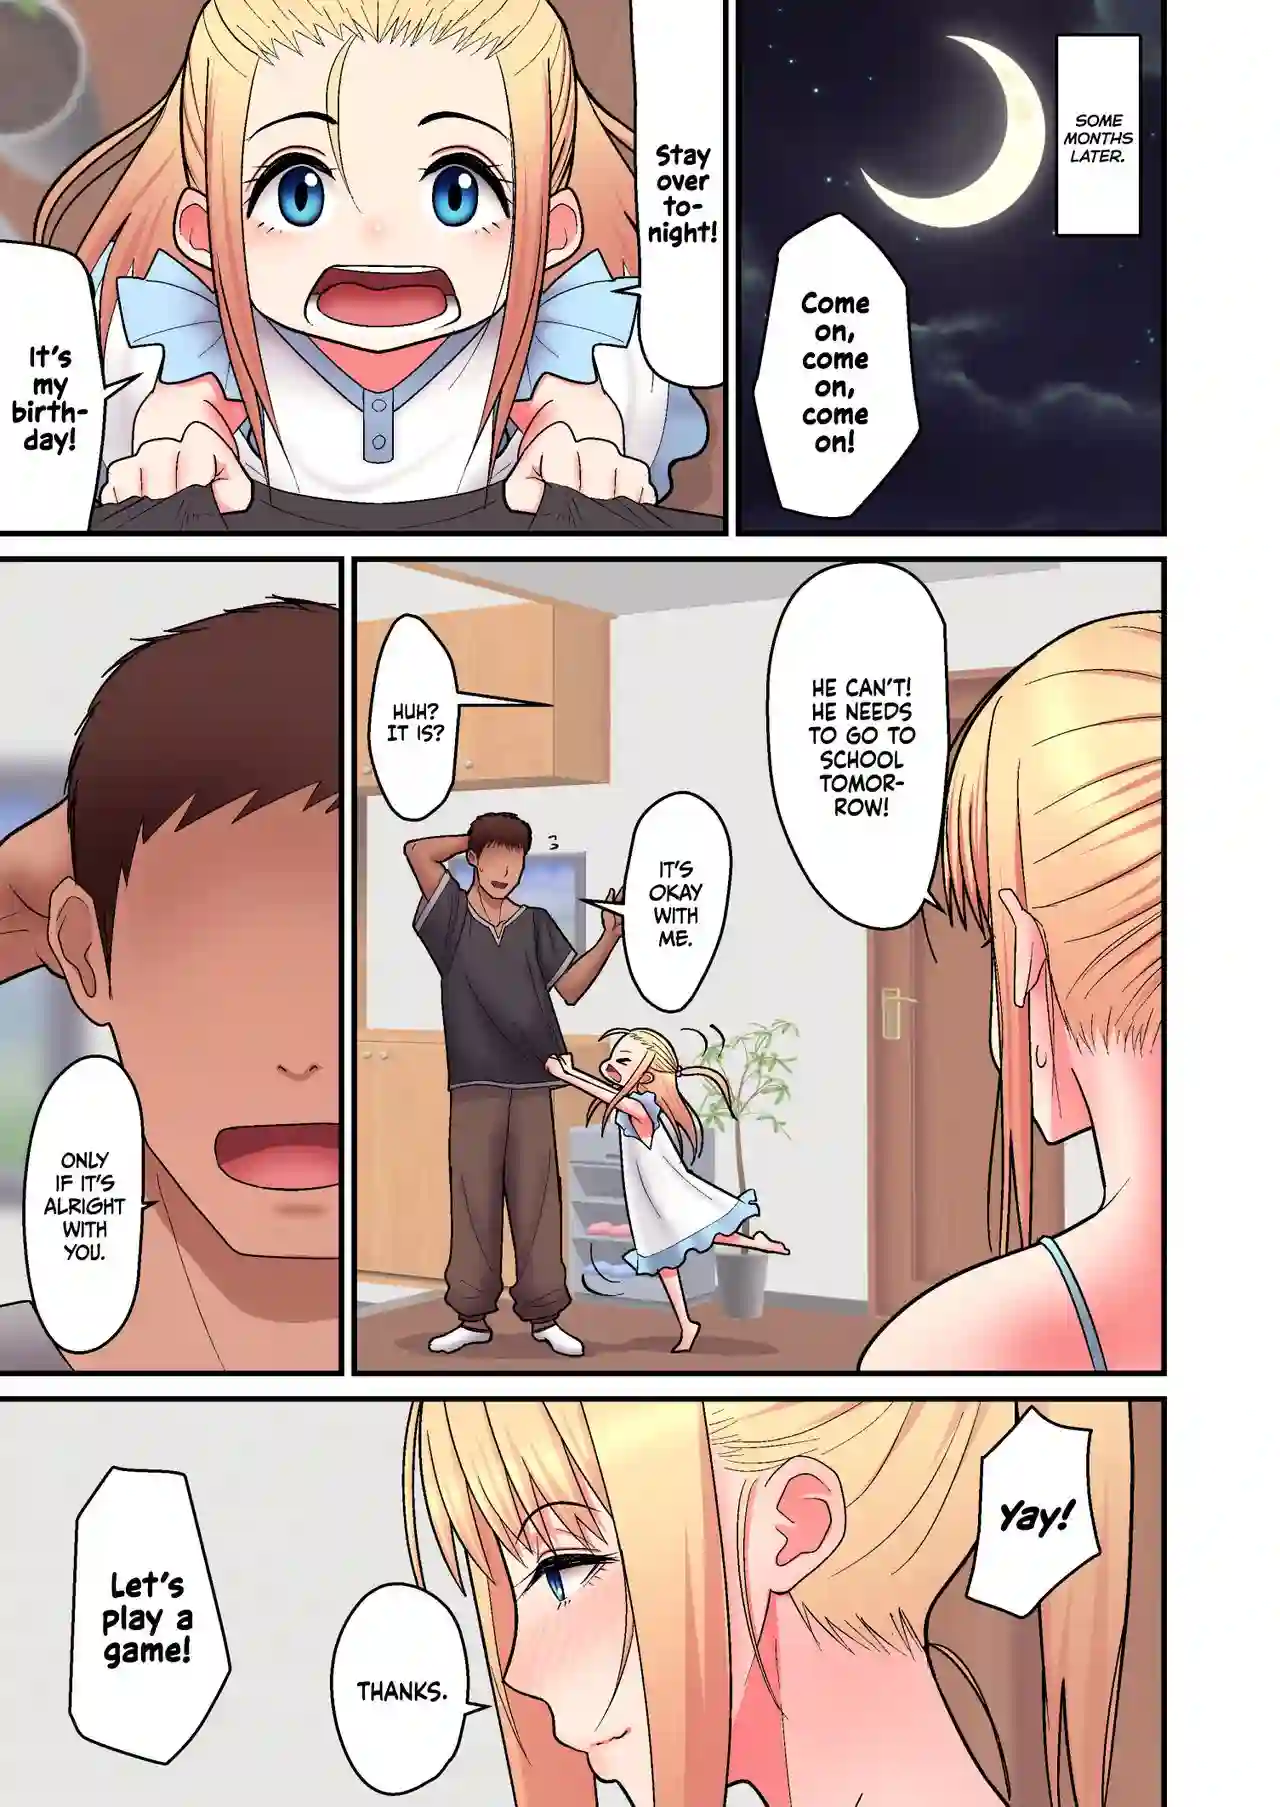 SOME
MONTHS
LATER.
Come
on,
come
on,
come
on!
Stay
over
to-
night!
It's
my
birth-
day!
HE CAN'T!
HE NEEDS
TO GO TO
SCHOOL
TOMOR-
ROW!
HUH?
IT IS?
IT'S
OKAY
WITH
ME.
ONLY
IF IT'S
ALRIGHT
WITH
YOU.
Yay!
THANKS.
Let's
play a
game!